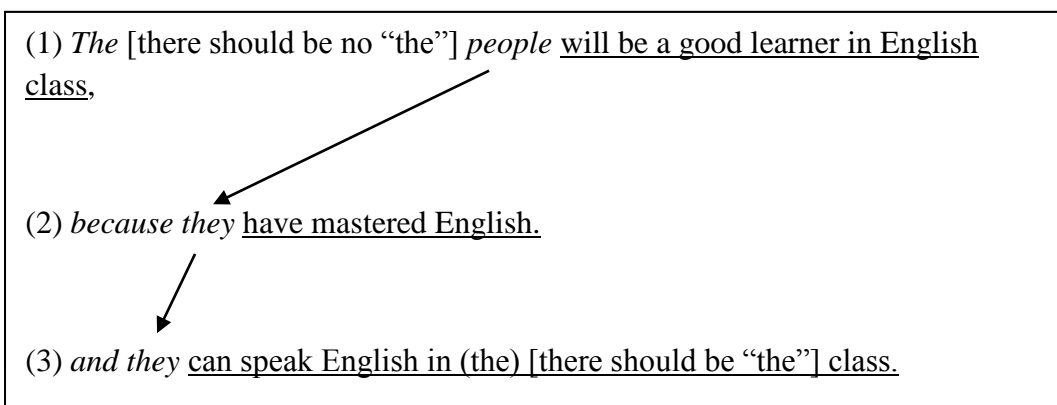 (1) The [there should be no “the”] people will be a good learner in English
class,
(2) because they have mastered English.
(3) and they can speak English in (the) [there should be “the”] class.